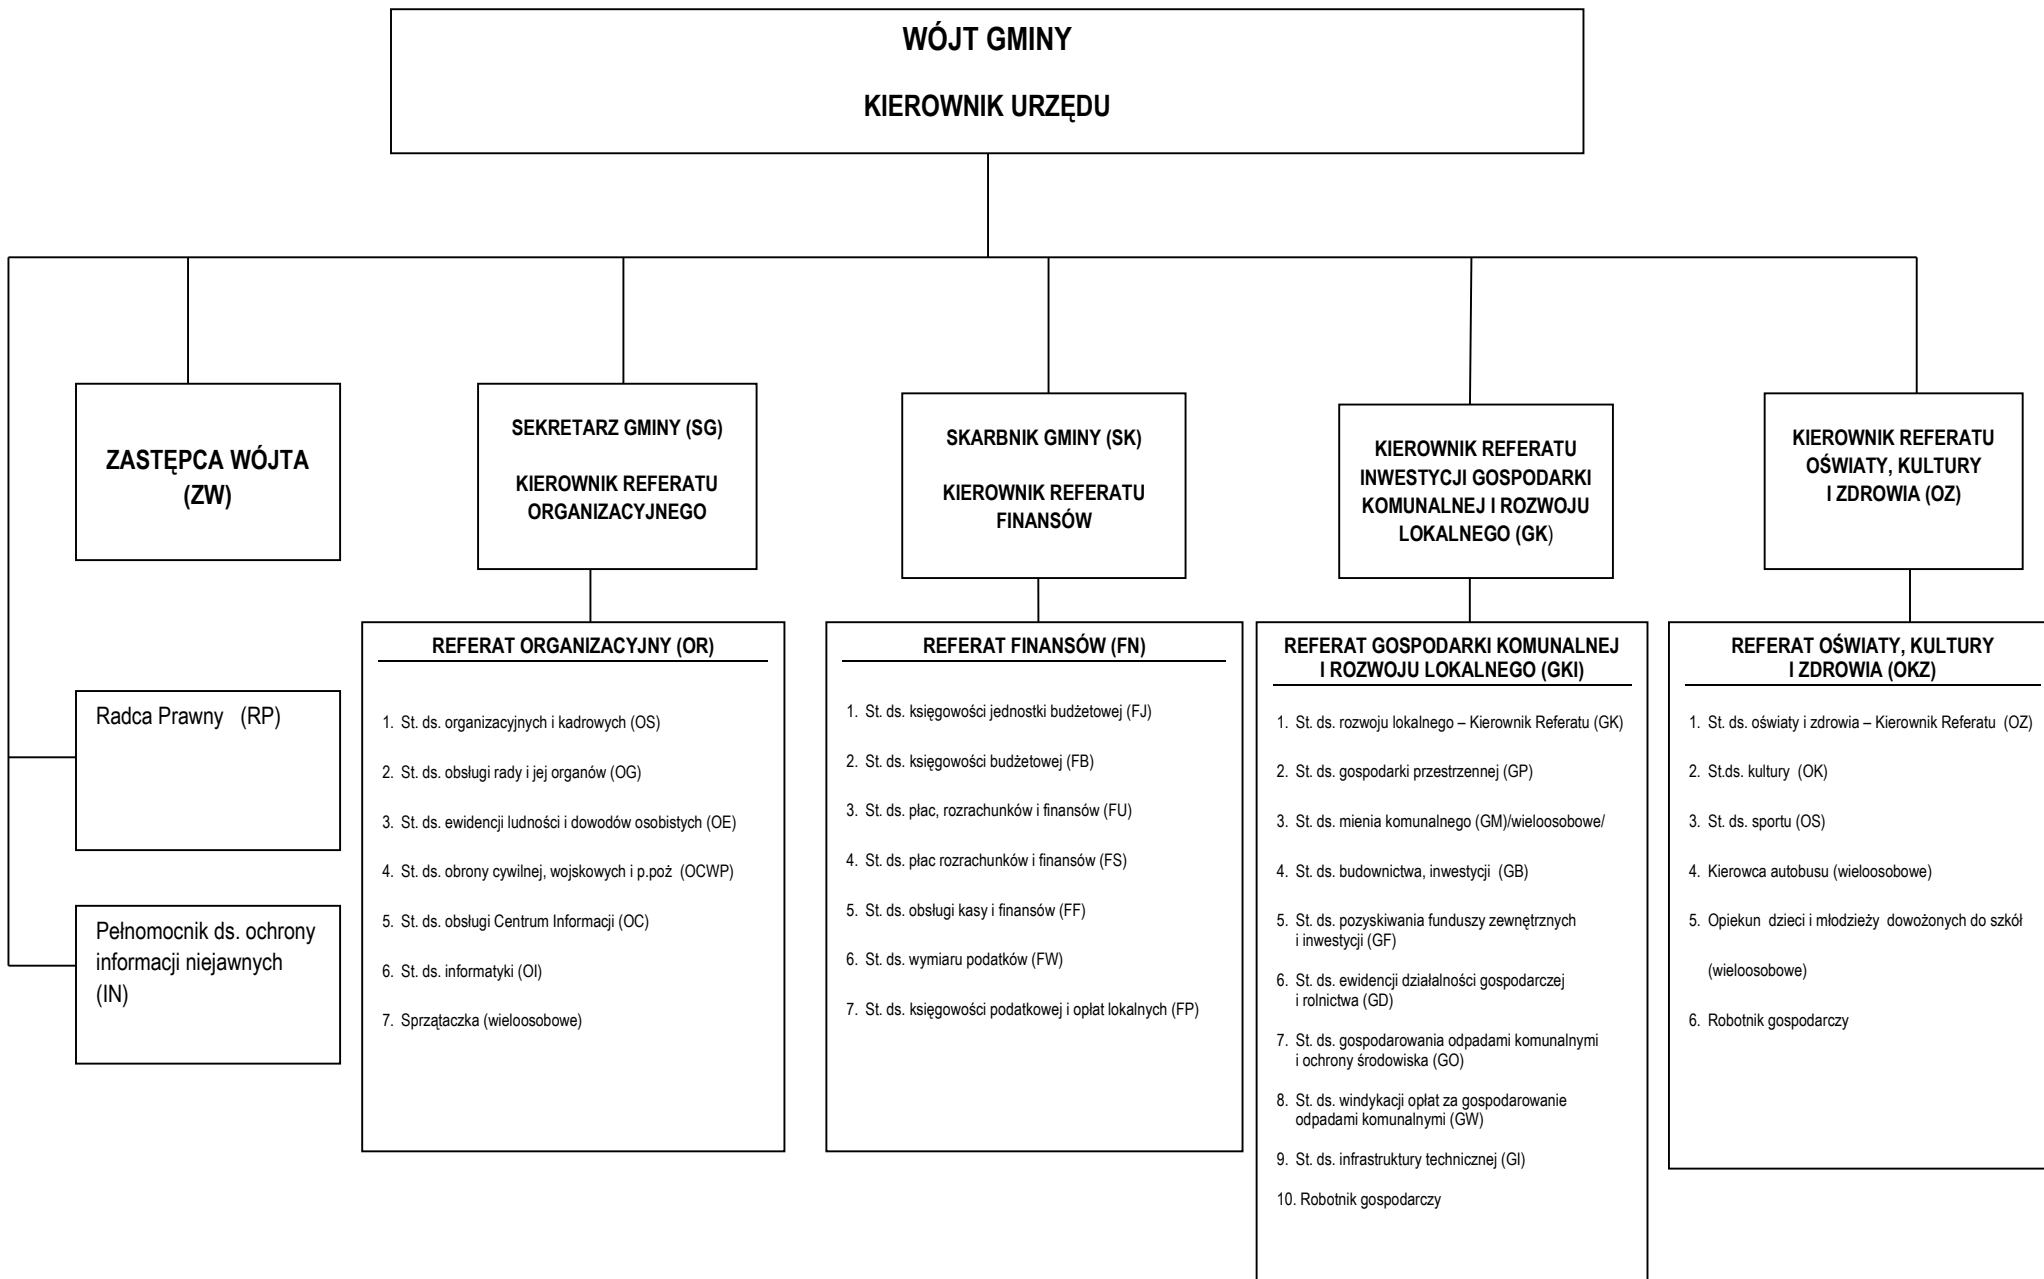 WÓJT GMINY
KIEROWNIK URZĘDU
ZASTĘPCA WÓJTA
(ZW)
SEKRETARZ GMINY (SG)
KIEROWNIK REFERATU
ORGANIZACYJNEGO
SKARBNIK GMINY (SK)
KIEROWNIK REFERATU
FINANSÓW
KIEROWNIK REFERATU
INWESTYCJI GOSPODARKI
KOMUNALNEJ I ROZWOJU
LOKALNEGO (GK)
KIEROWNIK REFERATU
OŚWIATY, KULTURY
I ZDROWIA (OZ)
Radca Prawny (RP)
Pełnomocnik ds. ochrony
informacji niejawnych
(IN)
REFERAT ORGANIZACYJNY (OR)
1. St. ds. organizacyjnych i kadrowych (OS)
2. St. ds. obsługi rady i jej organów (OG)
3. St. ds. ewidencji ludności i dowodów osobistych (OE)
4. St. ds. obrony cywilnej, wojskowych i p.poż (OCWP)
5. St. ds. obsługi Centrum Informacji (OC)
6. St. ds. informatyki (OI)
7. Sprzątaczka (wieloosobowe)
REFERAT FINANSÓW (FN)
1. St. ds. księgowości jednostki budżetowej (FJ)
2. St. ds. księgowości budżetowej (FB)
3. St. ds. płac, rozrachunków i finansów (FU)
4. St. ds. płac rozrachunków i finansów (FS)
5. St. ds. obsługi kasy i finansów (FF)
6. St. ds. wymiaru podatków (FW)
7. St. ds. księgowości podatkowej i opłat lokalnych (FP)
REFERAT GOSPODARKI KOMUNALNEJ
I ROZWOJU LOKALNEGO (GKI)
1. St. ds. rozwoju lokalnego – Kierownik Referatu (GK)
2. St. ds. gospodarki przestrzennej (GP)
3. St. ds. mienia komunalnego (GM)/wieloosobowe/
4. St. ds. budownictwa, inwestycji (GB)
5. St. ds. pozyskiwania funduszy zewnętrznych
i inwestycji (GF)
6. St. ds. ewidencji działalności gospodarczej
i rolnictwa (GD)
7. St. ds. gospodarowania odpadami komunalnymi
i ochrony środowiska (GO)
8. St. ds. windykacji opłat za gospodarowanie
odpadami komunalnymi (GW)
9. St. ds. infrastruktury technicznej (GI)
10. Robotnik gospodarczy
REFERAT OŚWIATY, KULTURY
I ZDROWIA (OKZ)
1. St. ds. oświaty i zdrowia – Kierownik Referatu (OZ)
2. St.ds. kultury (OK)
3. St. ds. sportu (OS)
4. Kierowca autobusu (wieloosobowe)
5. Opiekun dzieci i młodzieży dowożonych do szkół
(wieloosobowe)
6. Robotnik gospodarczy